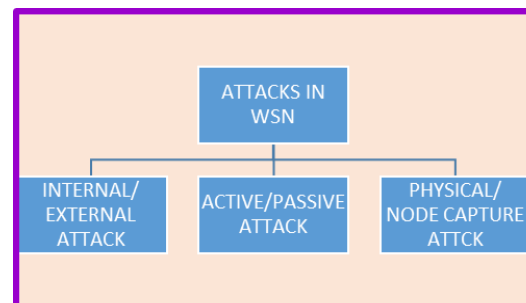 ATTACKS IN
WSN
INTERNAL/
EXTERNAL
ATTACK
ACTIVE/PASSIVE
ATTACK
PHYSICAL/
NODE CAPTURE
ATTCK